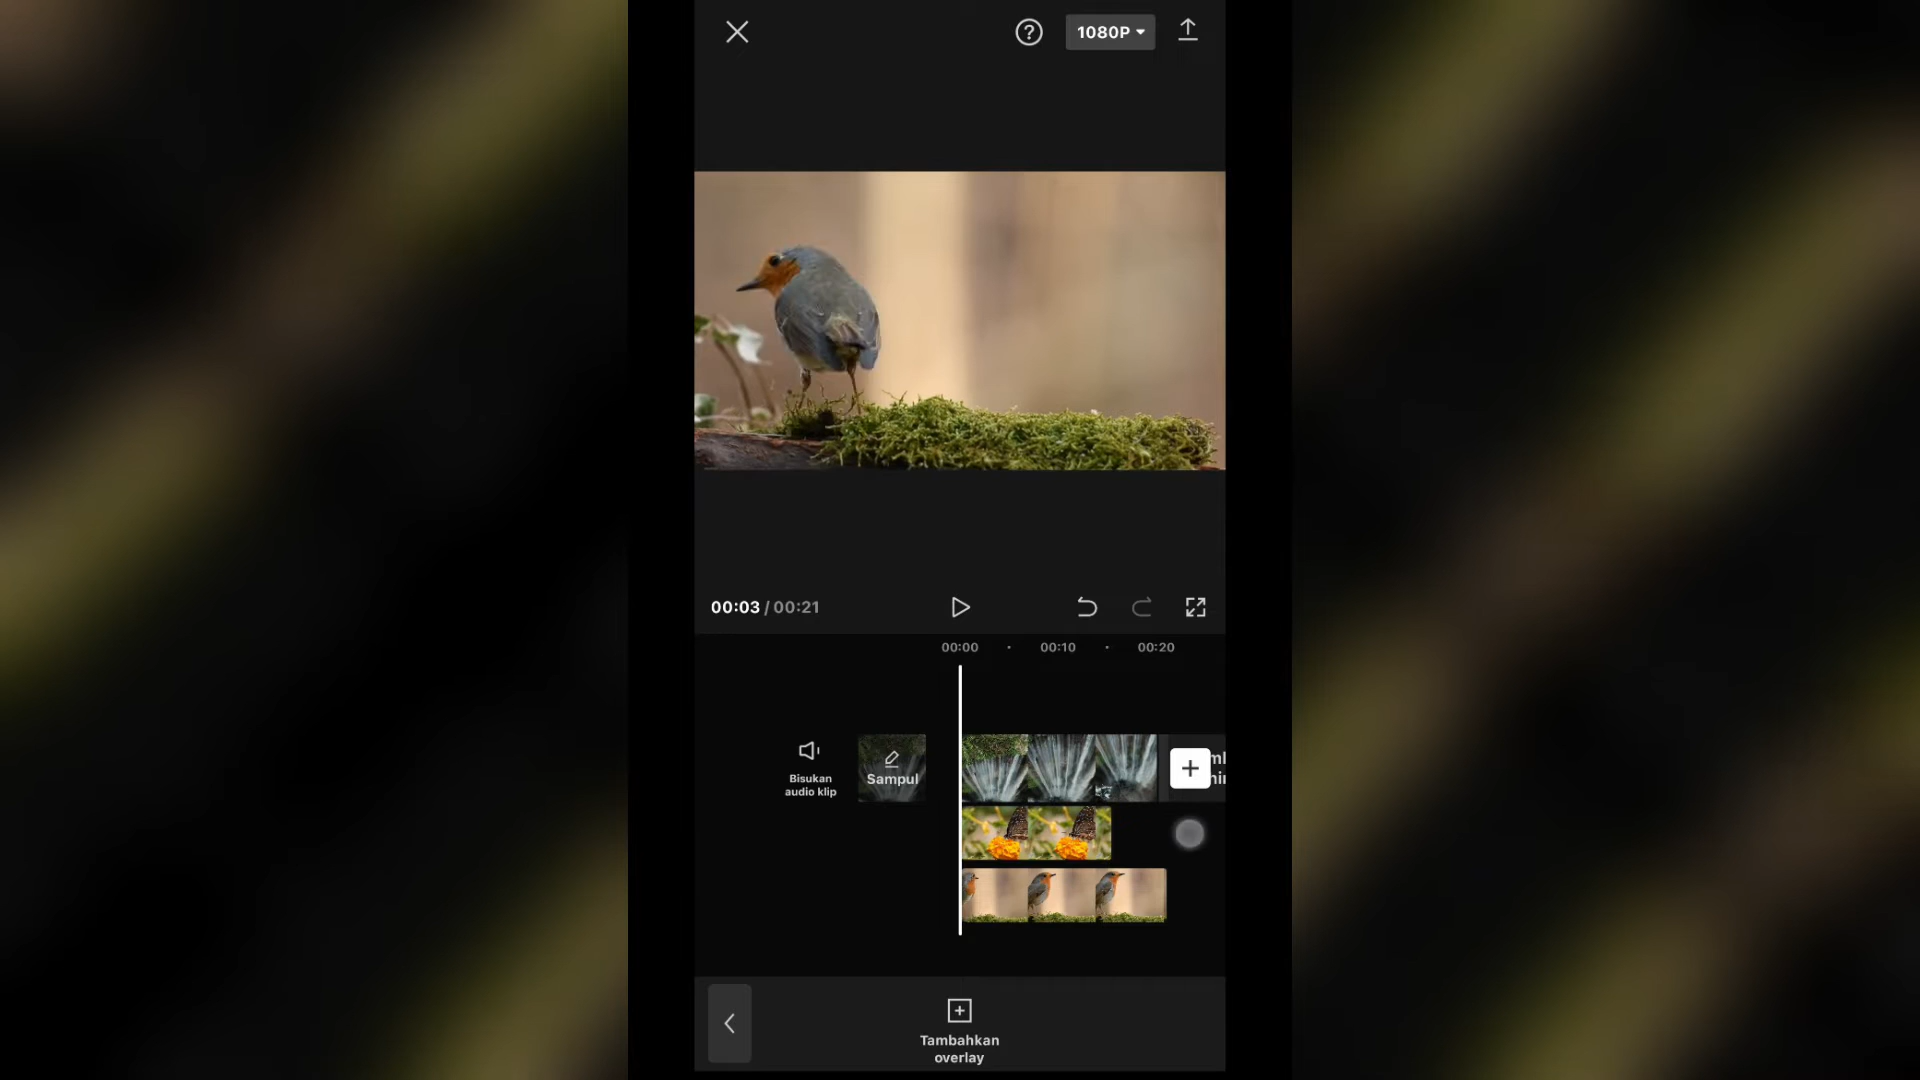 1080P
00:03 / 00:21
00:00 00:10 00:20
Bisukan
audio klip
Sampul
Tambahkan
overlay